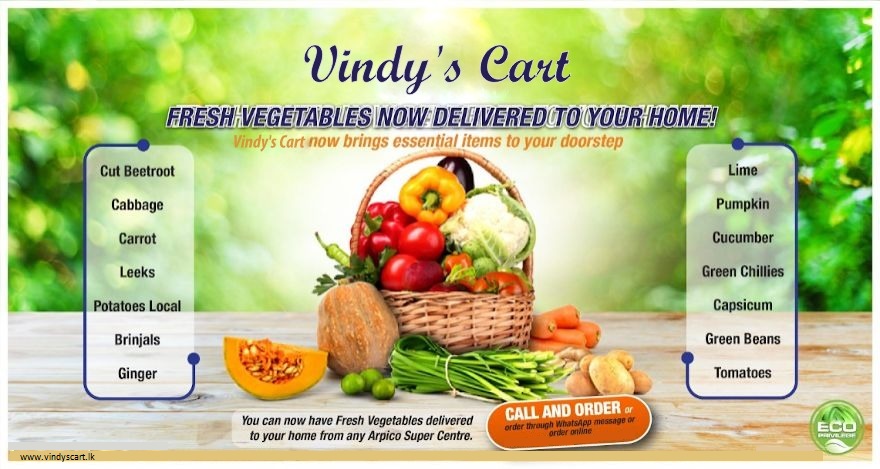 Vindy's Cart
FRESH VEGETABLES NOW DELIVERED TO YOUR HOME!
Vindy's Cart now brings essential items to your doorstep
Cut Beetroot
Cabbage
Carrot
Leeks
Potatoes Local
Brinjals
Ginger
Lime
Pumpkin
Cucumber
Green Chillies
Capsicum
Green Beans
Tomatoes
You can now have Fresh Vegetables delivered
to your home from any Arpico Super Centre.
CALL AND ORDER or
order through WhatsApp message or
order online
ECO
PRIVILEGE
www.vindyscart.lk